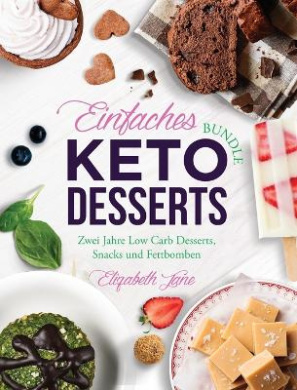 Einfaches
BUNDLE
KETO
DESSERTS
Zwei Jahre Low Carb Desserts,
Snacks und Fettbomben
Elizabeth Jane